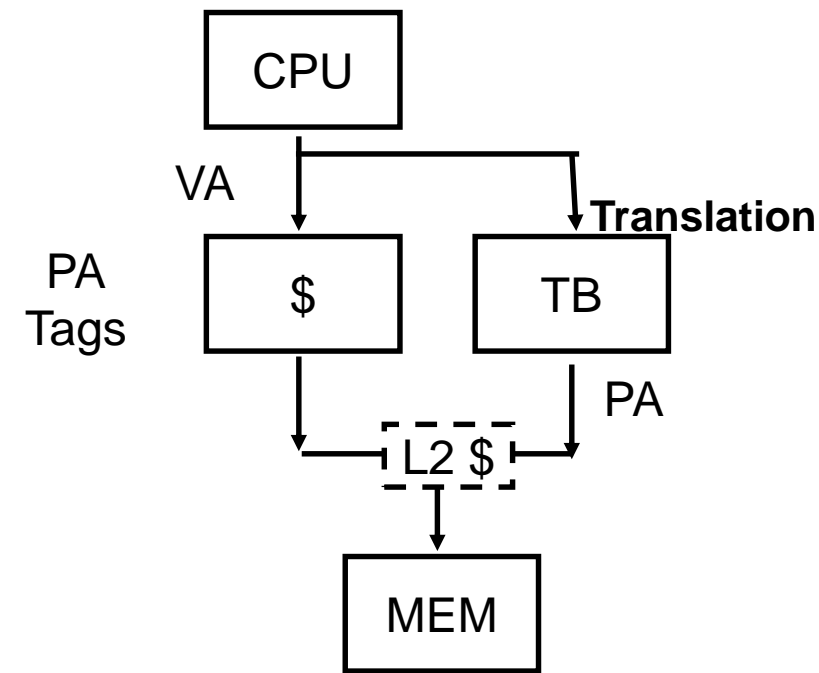 CPU
VA
Translation
PA
Tags
$
TB
PA
L2 $
MEM